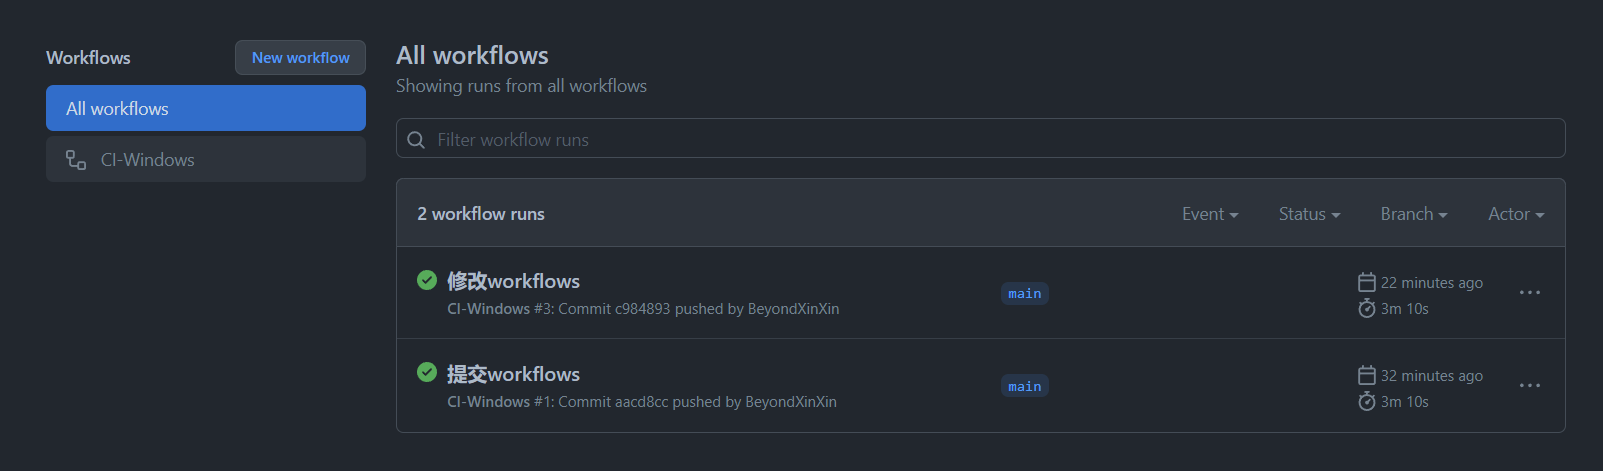 Workflows
New workflow
All workflows
CI-Windows
All workflows
Showing runs from all workflows
Filter workflow runs
2 workflow runs
Event
Status
Branch
Actor
修改workflows
CI-Windows #3: Commit c984893 pushed by BeyondXinXin
main
22 minutes ago
3m 10s
提交workflows
CI-Windows #1: Commit aacd8cc pushed by BeyondXinXin
main
32 minutes ago
3m 10s